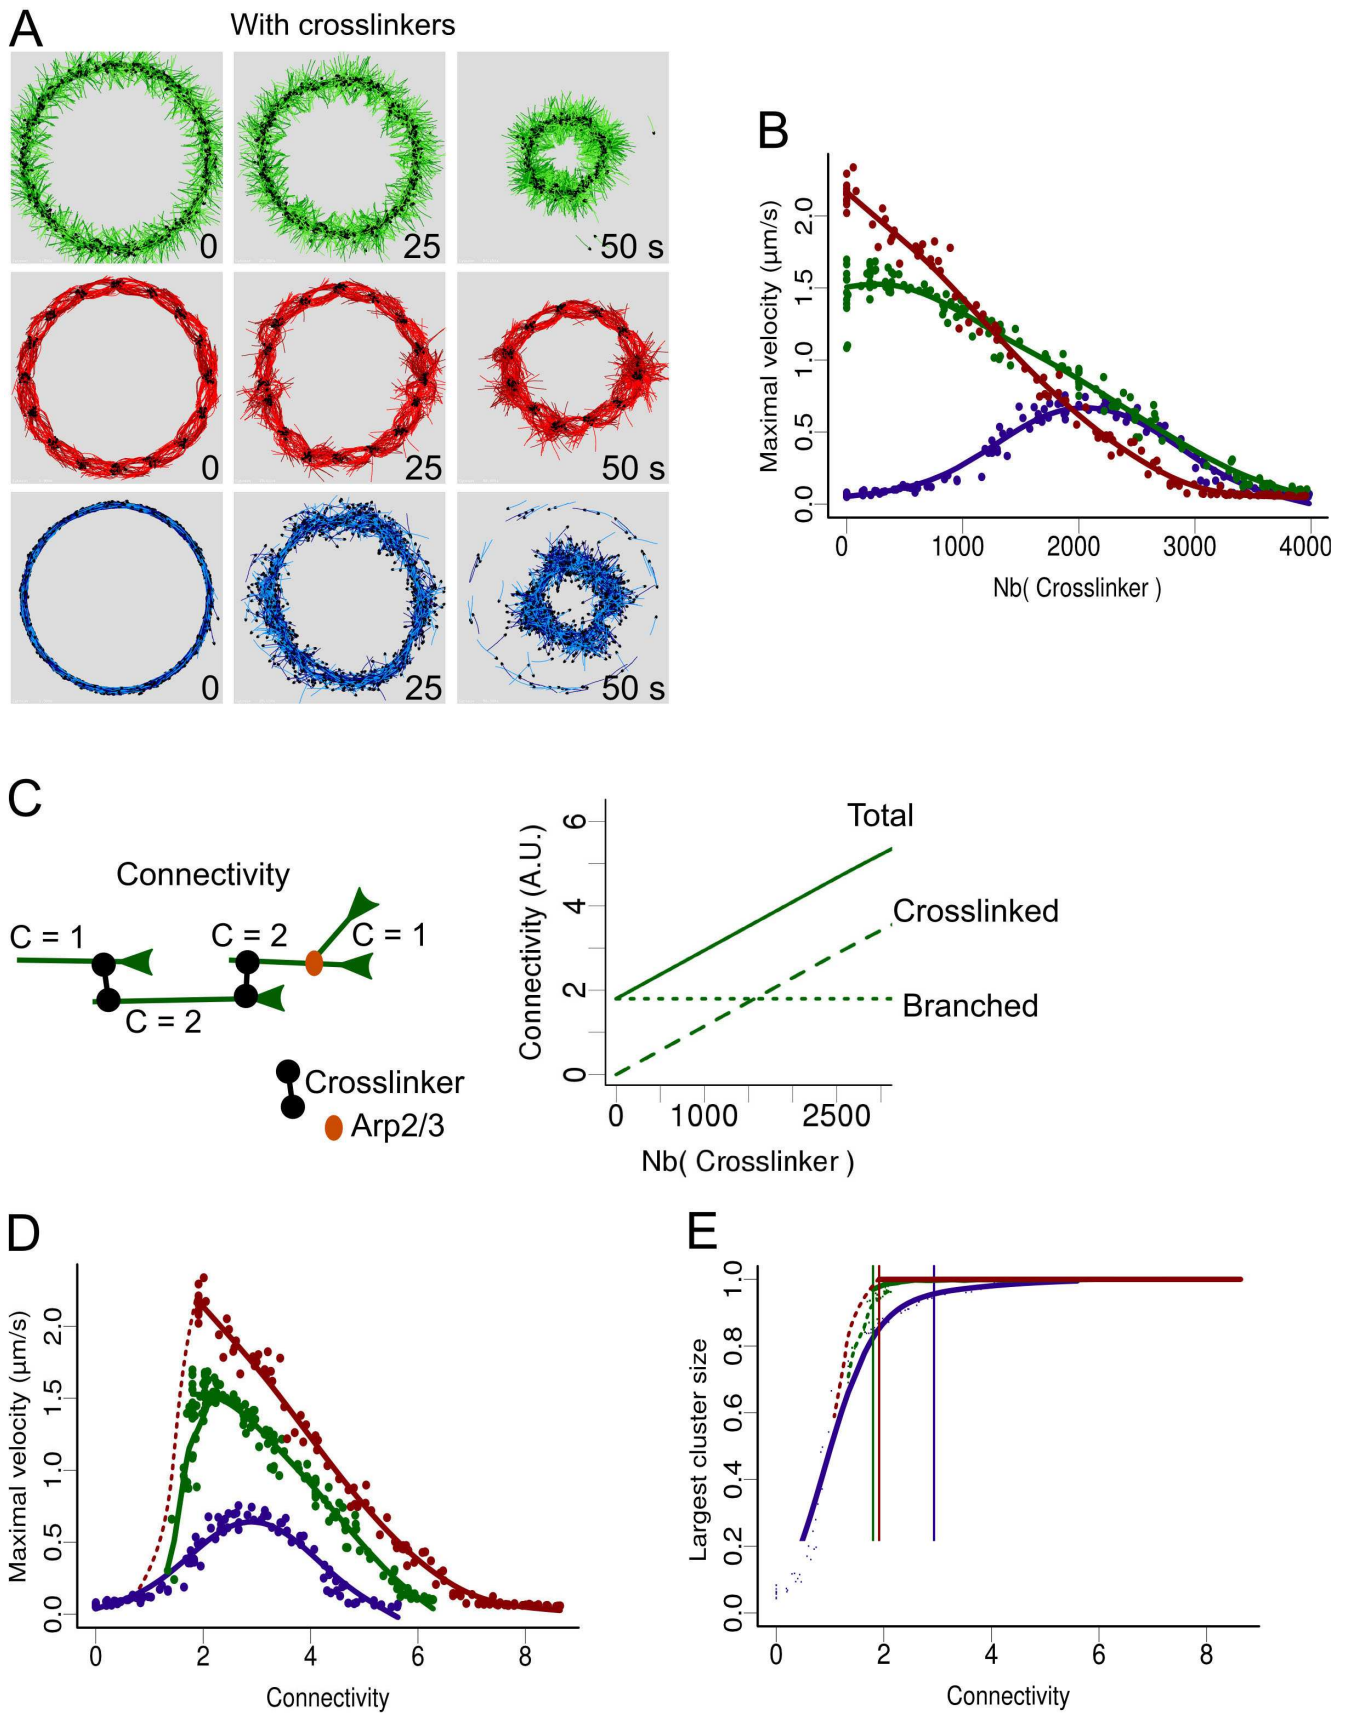 A
With crosslinkers
0
25
50 s
0
25
50 s
0
25
50 s
B
Maximal velocity (µm/s)
2.0
1.5
1.0
0.5
0.0
0 1000 2000 3000 4000
Nb( Crosslinker )
C
Connectivity
C = 1
C = 2
C = 1
C = 2
Crosslinker
Arp2/3
Connectivity (A.U.)
6
4
2
0
Total
Crosslinked
Branched
0 1000 2500
Nb( Crosslinker )
D
Maximal velocity (µm/s)
2.0
1.5
1.0
0.5
0.0
0 2 4 6 8
Connectivity
E
Largest cluster size
1.0
0.8
0.6
0.4
0.2
0.0
0 2 4 6 8
Connectivity